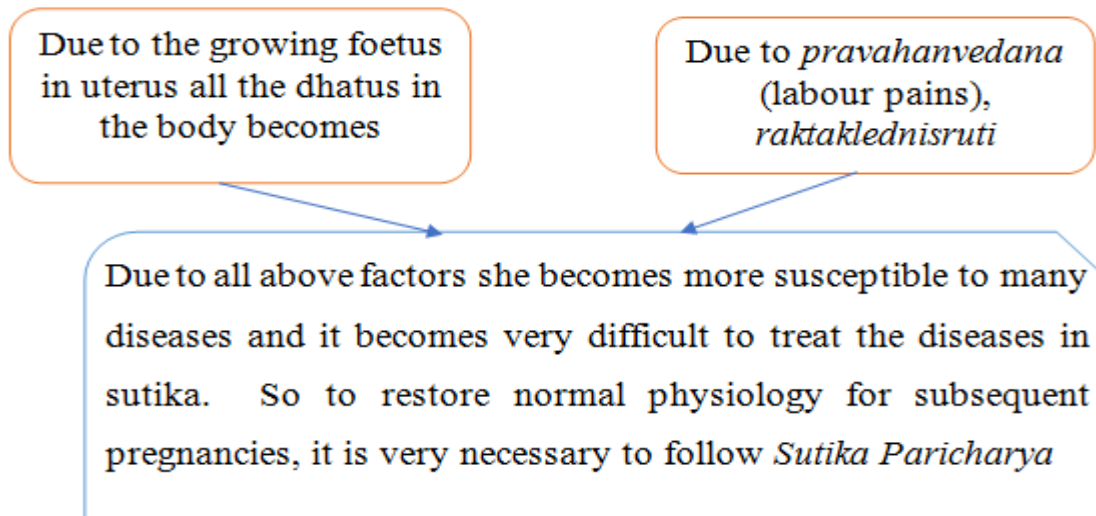 Due to the growing foetus
in uterus all the dhatus in
the body becomes
Due to pravahanvedana
(labour pains),
raktaklednisruti
Due to all above factors she becomes more susceptible to many
diseases and it becomes very difficult to treat the diseases in
sutika. So to restore normal physiology for subsequent
pregnancies, it is very necessary to follow Sutika Paricharya